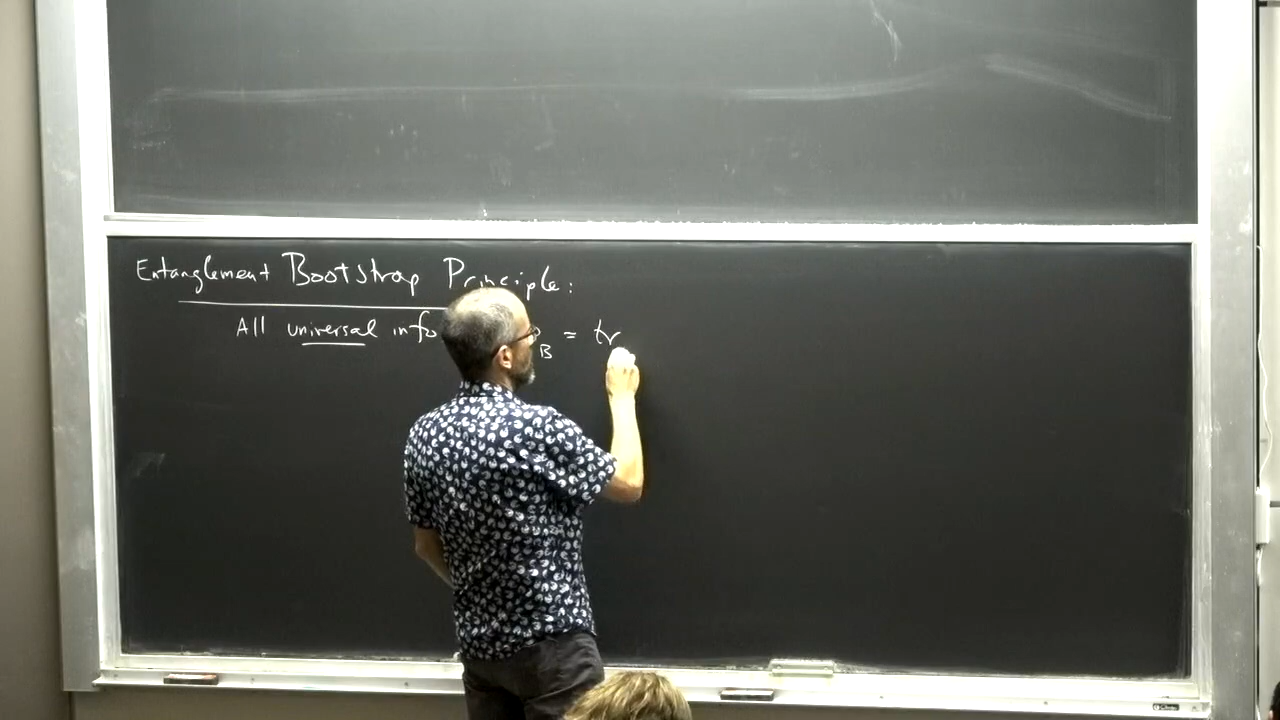 Entanglement Bootstrap Principle:
All universal info B = tr